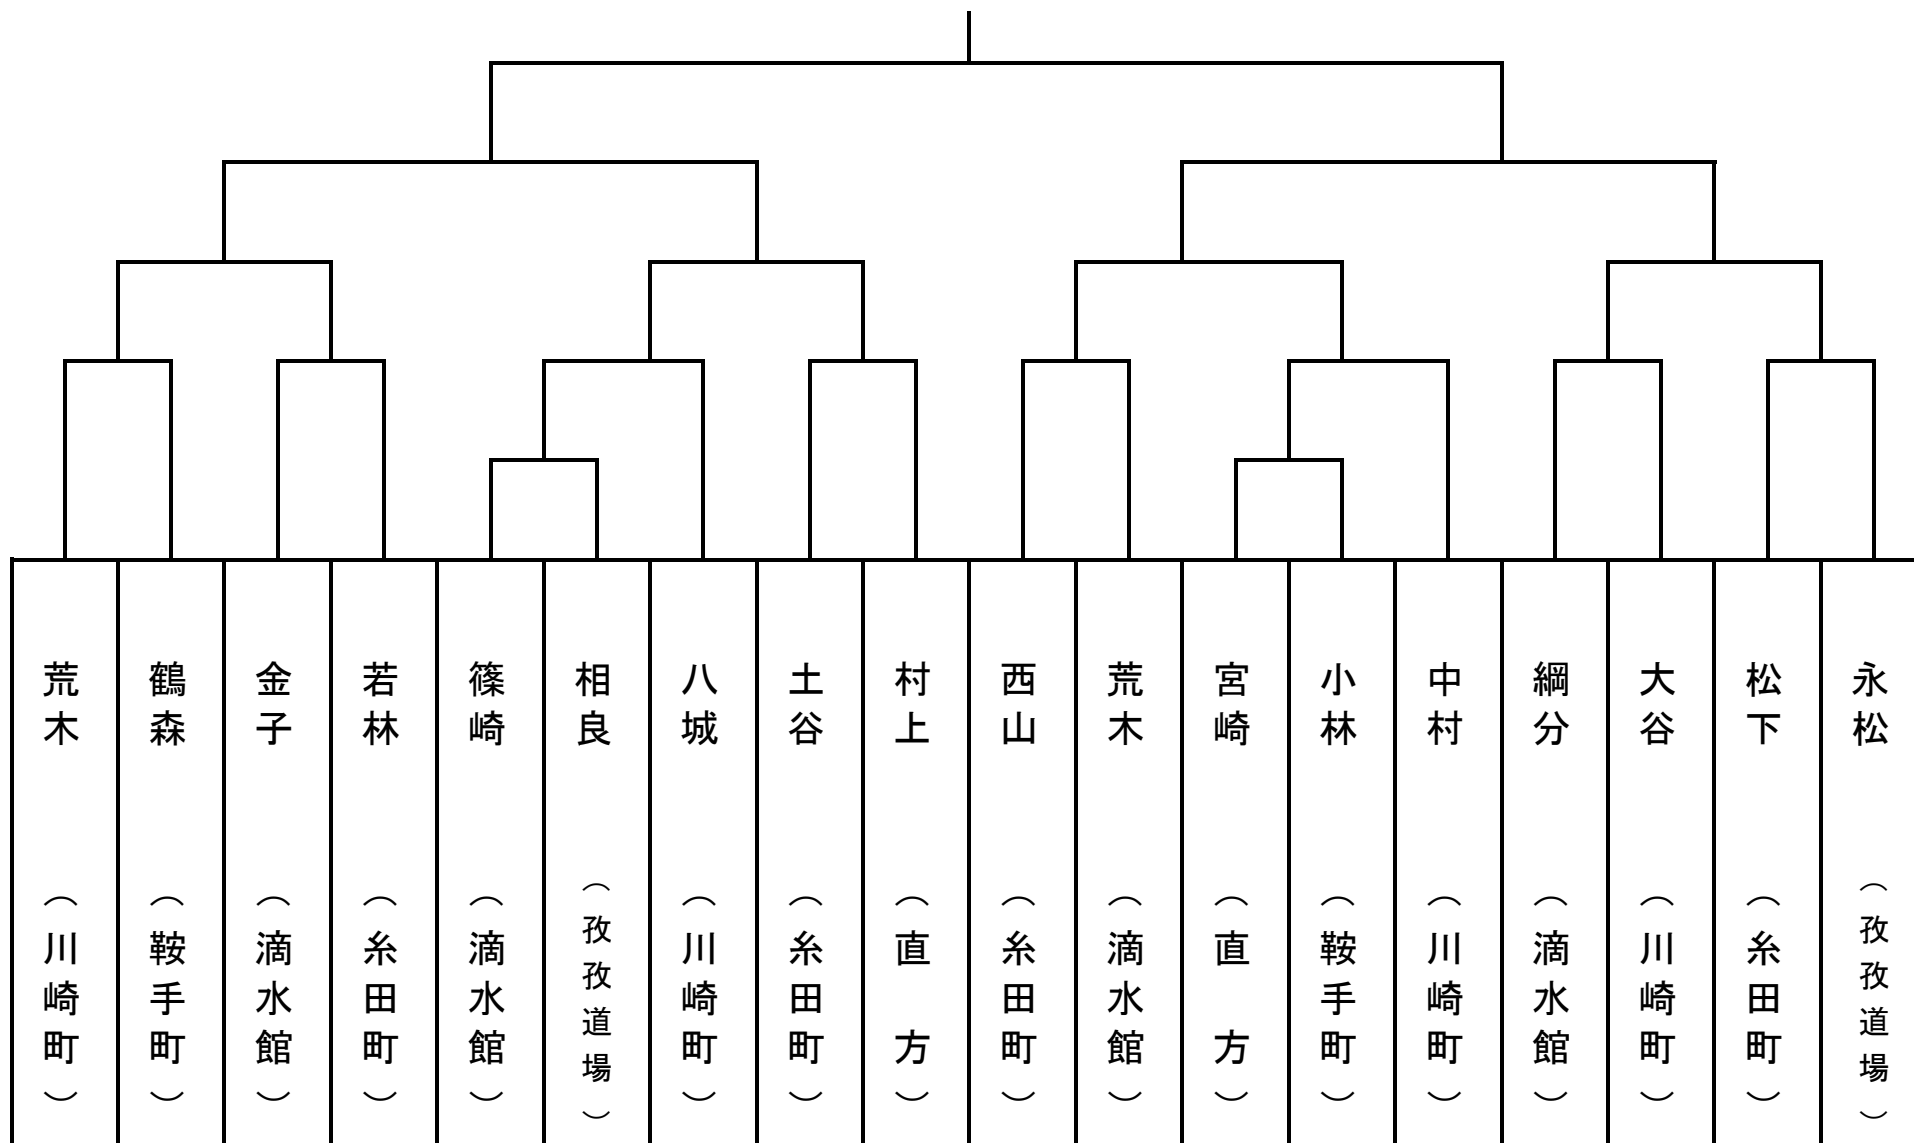 荒木 （川崎町）
鶴森 （鞍手町）
金子 （滴水館）
若林 （糸田町）
篠崎 （滴水館）
相良 （孜孜道場）
八城 （川崎町）
土谷 （糸田町）
村上 （直　方）
西山 （糸田町）
荒木 （滴水館）
宮崎 （直　方）
小林 （鞍手町）
中村 （川崎町）
綱分 （滴水館）
大谷 （川崎町）
松下 （糸田町）
永松 （孜孜道場）